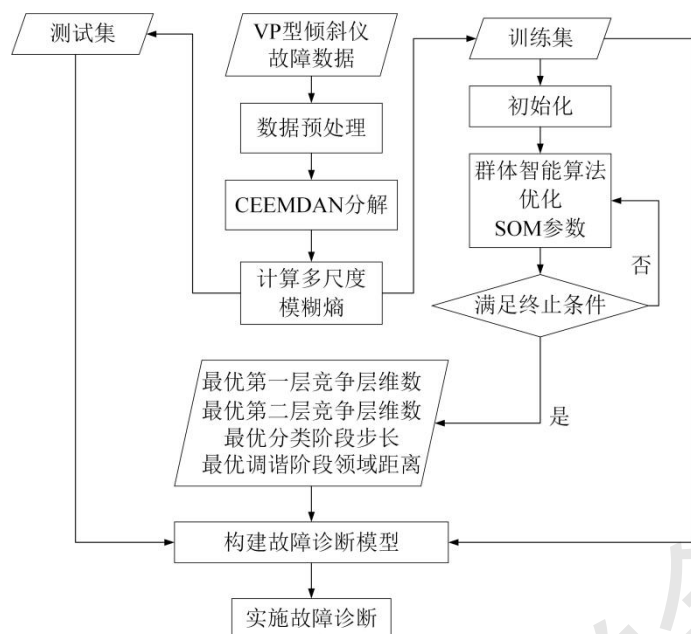 测试集
VP型倾斜仪
故障数据
训练集
数据预处理
初始化
CEEMDAN分解
群体智能算法
优化
SOM参数
计算多尺度
模糊熵
否
满足终止条件
是
最优第一层竞争层维数
最优第二层竞争层维数
最优分类阶段步长
最优调谐阶段领域距离
构建故障诊断模型
实施故障诊断